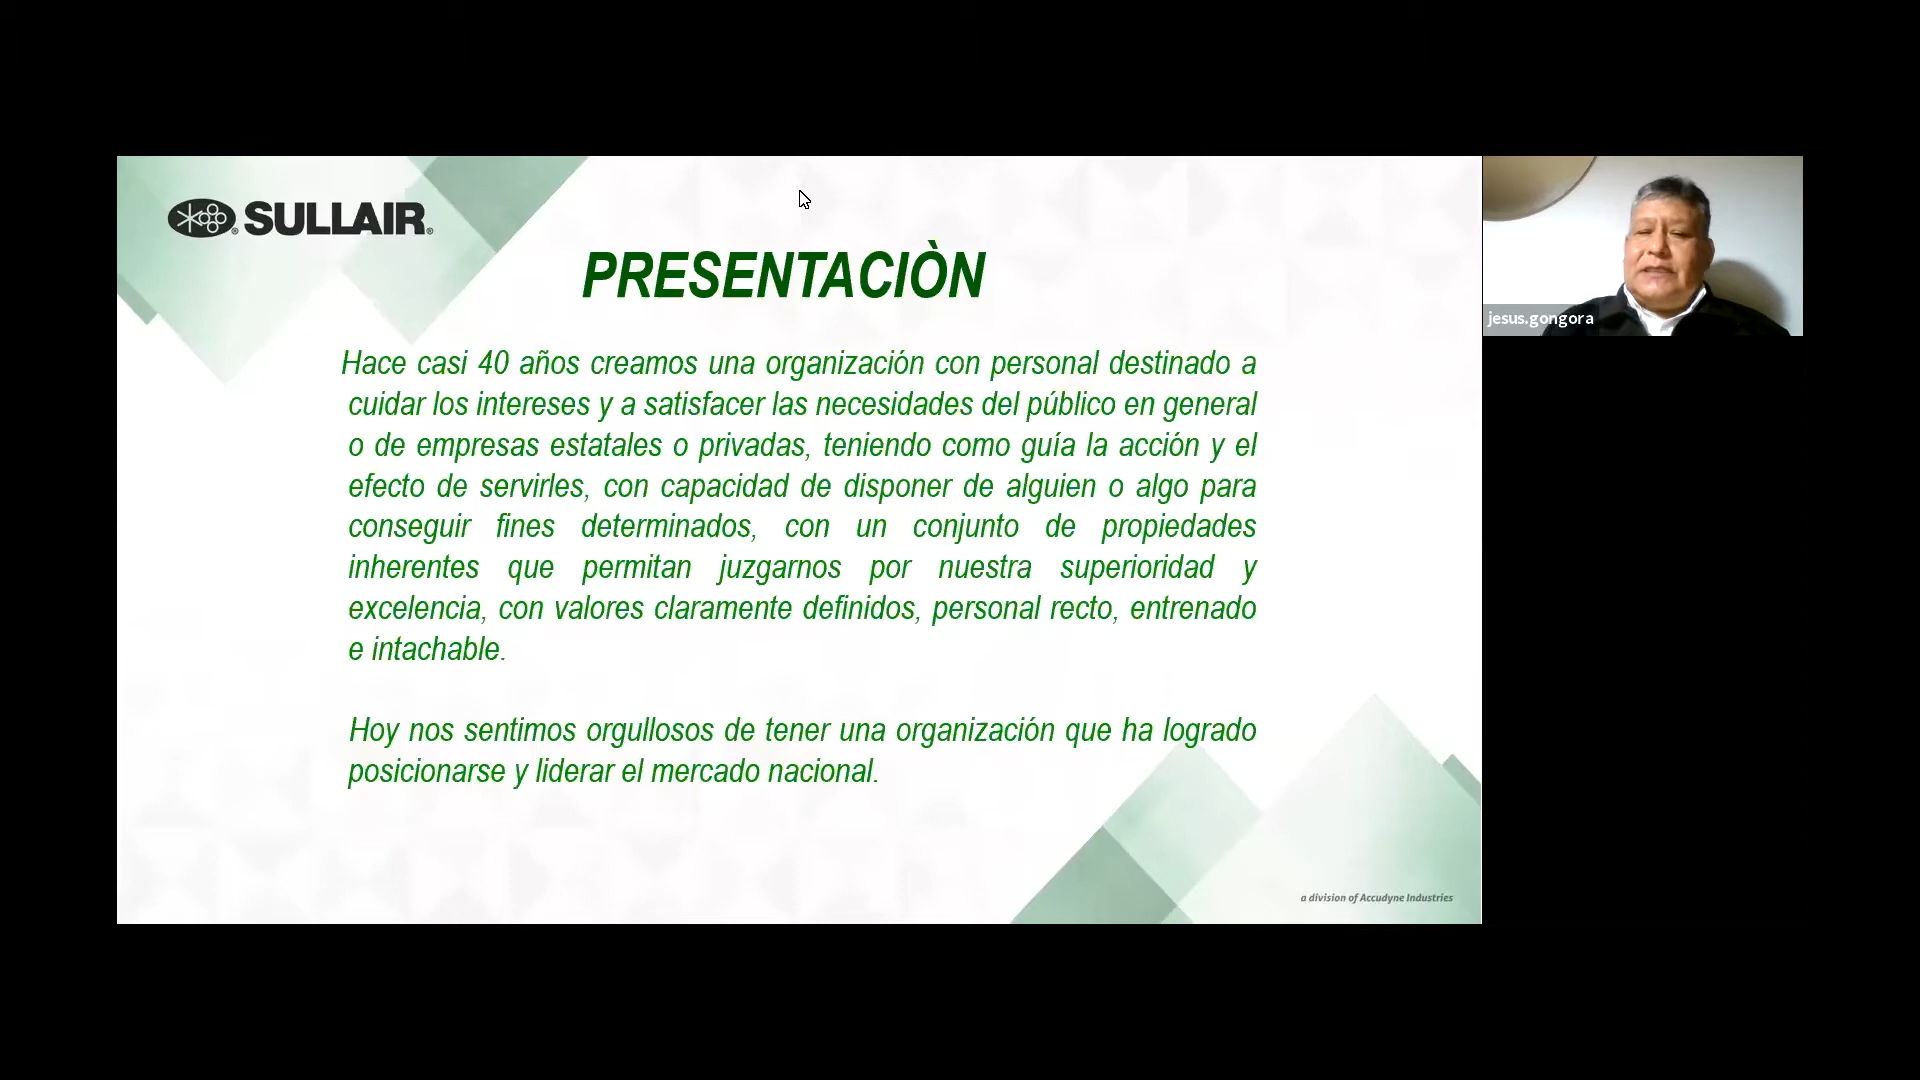 SULLAIR
PRESENTACIÒN
Hace casi 40 años creamos una organización con personal destinado a
cuidar los intereses y a satisfacer las necesidades del público en general
o de empresas estatales o privadas, teniendo como guía la acción y el
efecto de servirles, con capacidad de disponer de alguien o algo para
conseguir fines determinados, con un conjunto de propiedades
inherentes que permitan juzgarnos por nuestra superioridad y
excelencia, con valores claramente definidos, personal recto, entrenado
e intachable.
Hoy nos sentimos orgullosos de tener una organización que ha logrado
posicionarse y liderar el mercado nacional.
a division of Accudyne Industries
jesus.gongora